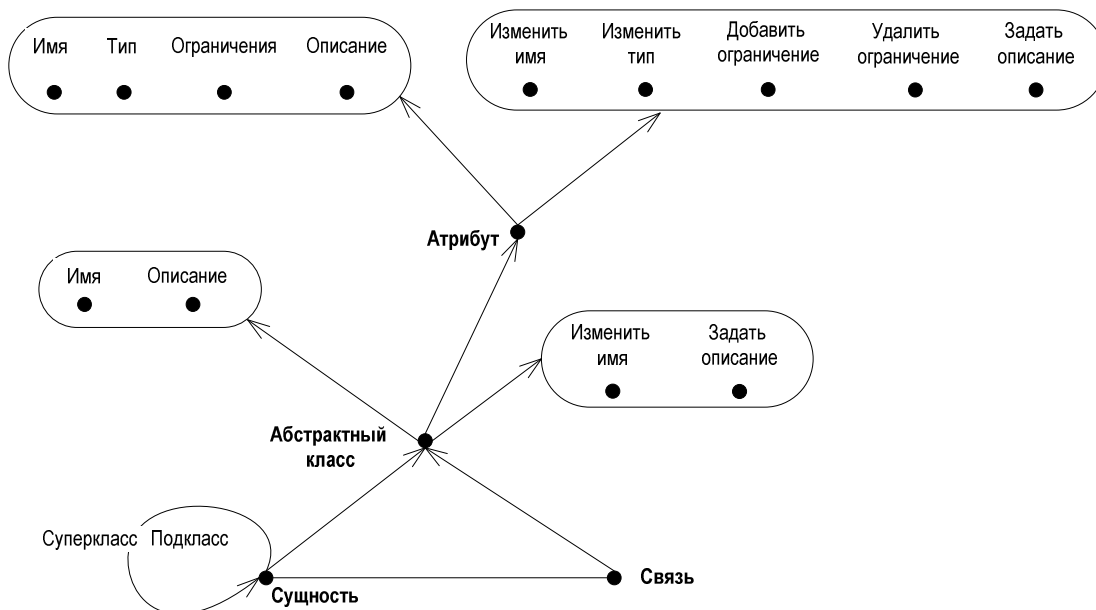 Имя Тип Ограничения Описание
Изменить имя
Изменить тип
Добавить ограничение
Удалить ограничение
Задать описание
Атрибут
Имя Описание
Изменить имя
Задать описание
Абстрактный
класс
Суперкласс Подкласс
Сущность
Связь